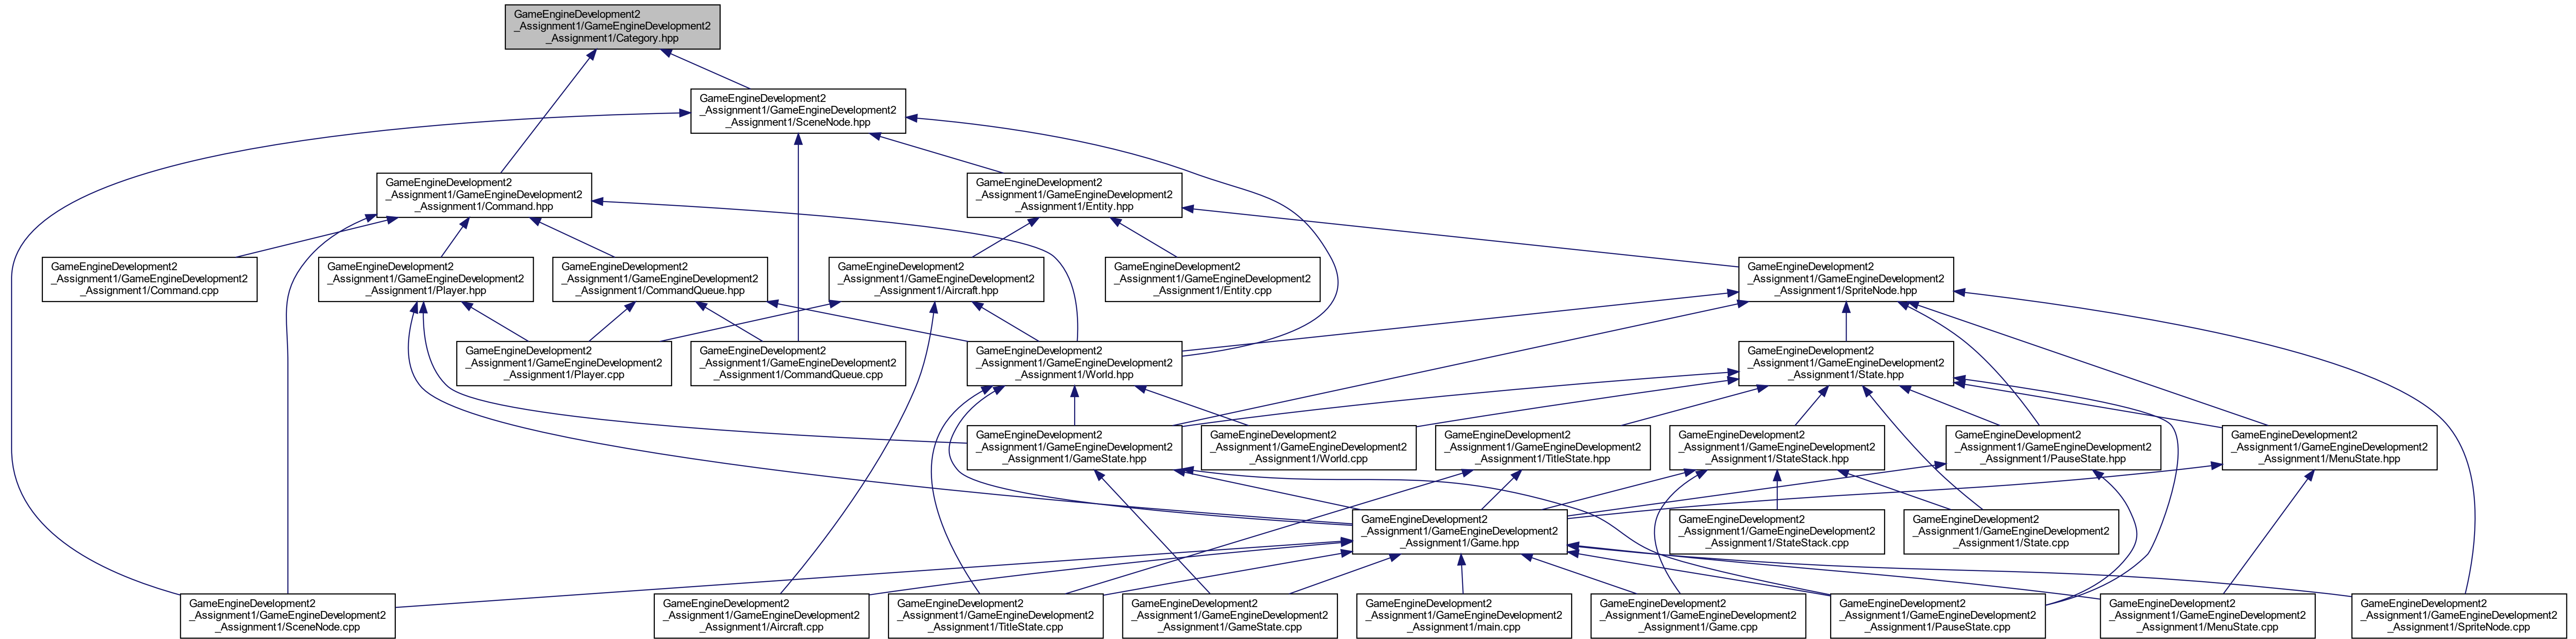 GameEngineDevelopment2
_Assignment1/GameEngineDevelopment2
_Assignment1/Category.hpp
GameEngineDevelopment2
_Assignment1/GameEngineDevelopment2
_Assignment1/SceneNode.hpp
GameEngineDevelopment2
_Assignment1/GameEngineDevelopment2
_Assignment1/Command.hpp
GameEngineDevelopment2
_Assignment1/GameEngineDevelopment2
_Assignment1/Entity.hpp
GameEngineDevelopment2
_Assignment1/GameEngineDevelopment2
_Assignment1/Command.cpp
GameEngineDevelopment2
_Assignment1/GameEngineDevelopment2
_Assignment1/Player.hpp
GameEngineDevelopment2
_Assignment1/GameEngineDevelopment2
_Assignment1/CommandQueue.hpp
GameEngineDevelopment2
_Assignment1/GameEngineDevelopment2
_Assignment1/Aircraft.hpp
GameEngineDevelopment2
_Assignment1/GameEngineDevelopment2
_Assignment1/Entity.cpp
GameEngineDevelopment2
_Assignment1/GameEngineDevelopment2
_Assignment1/SpriteNode.hpp
GameEngineDevelopment2
_Assignment1/GameEngineDevelopment2
_Assignment1/Player.cpp
GameEngineDevelopment2
_Assignment1/GameEngineDevelopment2
_Assignment1/CommandQueue.cpp
GameEngineDevelopment2
_Assignment1/GameEngineDevelopment2
_Assignment1/World.hpp
GameEngineDevelopment2
_Assignment1/GameEngineDevelopment2
_Assignment1/State.hpp
GameEngineDevelopment2
_Assignment1/GameEngineDevelopment2
_Assignment1/GameState.hpp
GameEngineDevelopment2
_Assignment1/GameEngineDevelopment2
_Assignment1/World.cpp
GameEngineDevelopment2
_Assignment1/GameEngineDevelopment2
_Assignment1/TitleState.hpp
GameEngineDevelopment2
_Assignment1/GameEngineDevelopment2
_Assignment1/StateStack.hpp
GameEngineDevelopment2
_Assignment1/GameEngineDevelopment2
_Assignment1/PauseState.hpp
GameEngineDevelopment2
_Assignment1/GameEngineDevelopment2
_Assignment1/MenuState.hpp
GameEngineDevelopment2
_Assignment1/GameEngineDevelopment2
_Assignment1/Game.hpp
GameEngineDevelopment2
_Assignment1/GameEngineDevelopment2
_Assignment1/StateStack.cpp
GameEngineDevelopment2
_Assignment1/GameEngineDevelopment2
_Assignment1/State.cpp
GameEngineDevelopment2
_Assignment1/GameEngineDevelopment2
_Assignment1/SceneNode.cpp
GameEngineDevelopment2
_Assignment1/GameEngineDevelopment2
_Assignment1/Aircraft.cpp
GameEngineDevelopment2
_Assignment1/GameEngineDevelopment2
_Assignment1/TitleState.cpp
GameEngineDevelopment2
_Assignment1/GameEngineDevelopment2
_Assignment1/GameState.cpp
GameEngineDevelopment2
_Assignment1/GameEngineDevelopment2
_Assignment1/main.cpp
GameEngineDevelopment2
_Assignment1/GameEngineDevelopment2
_Assignment1/Game.cpp
GameEngineDevelopment2
_Assignment1/GameEngineDevelopment2
_Assignment1/PauseState.cpp
GameEngineDevelopment2
_Assignment1/GameEngineDevelopment2
_Assignment1/MenuState.cpp
GameEngineDevelopment2
_Assignment1/GameEngineDevelopment2
_Assignment1/SpriteNode.cpp